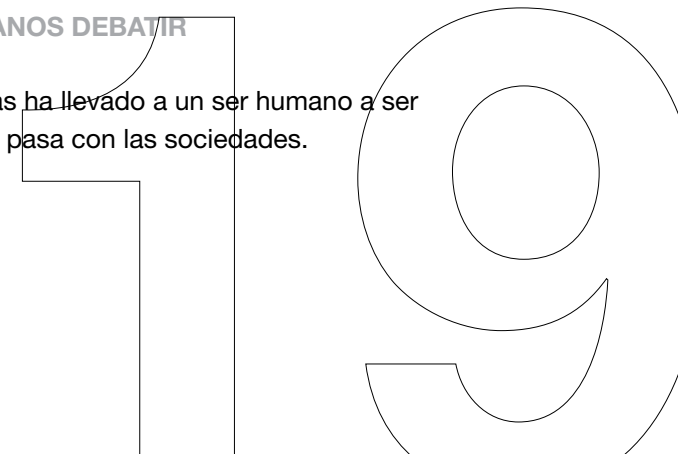 ANOS DEBATIR
as ha llevado a un ser humano a ser
pasa con las sociedades.
19